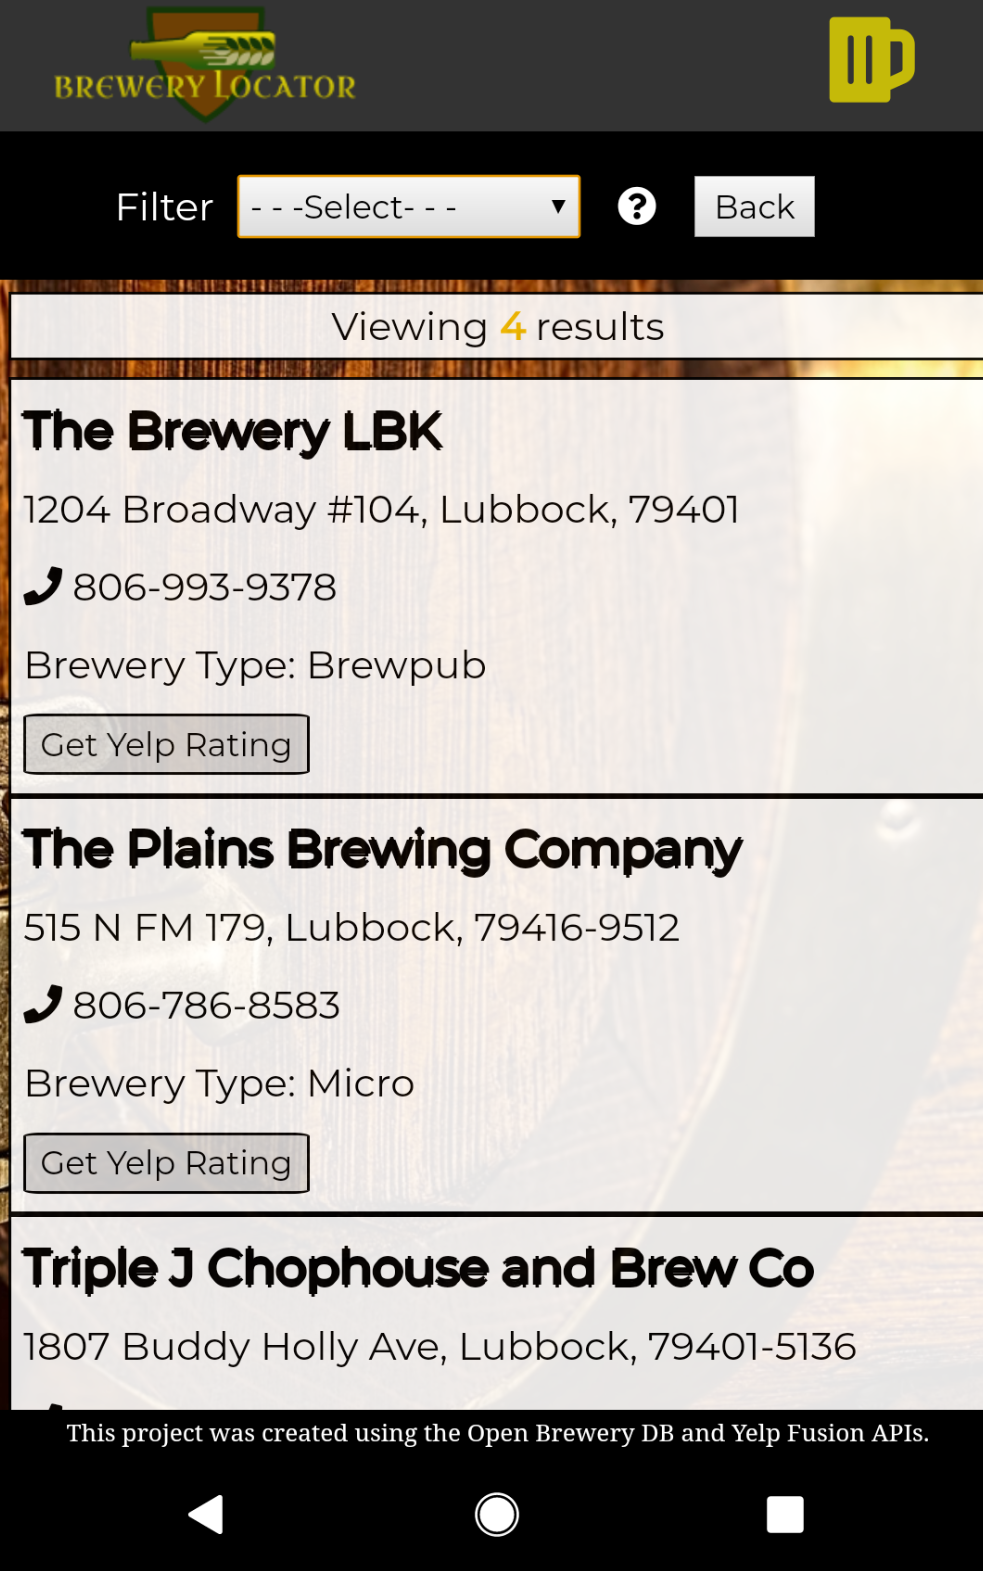 BREWERY LOCATOR
Filter - - -Select- - - Back
Viewing 4 results
The Brewery LBK
1204 Broadway #104, Lubbock, 79401
806-993-9378
Brewery Type: Brewpub
Get Yelp Rating
The Plains Brewing Company
515 N FM 179, Lubbock, 79416-9512
806-786-8583
Brewery Type: Micro
Get Yelp Rating
Triple J Chophouse and Brew Co
1807 Buddy Holly Ave, Lubbock, 79401-5136
This project was created using the Open Brewery DB and Yelp Fusion APIs.